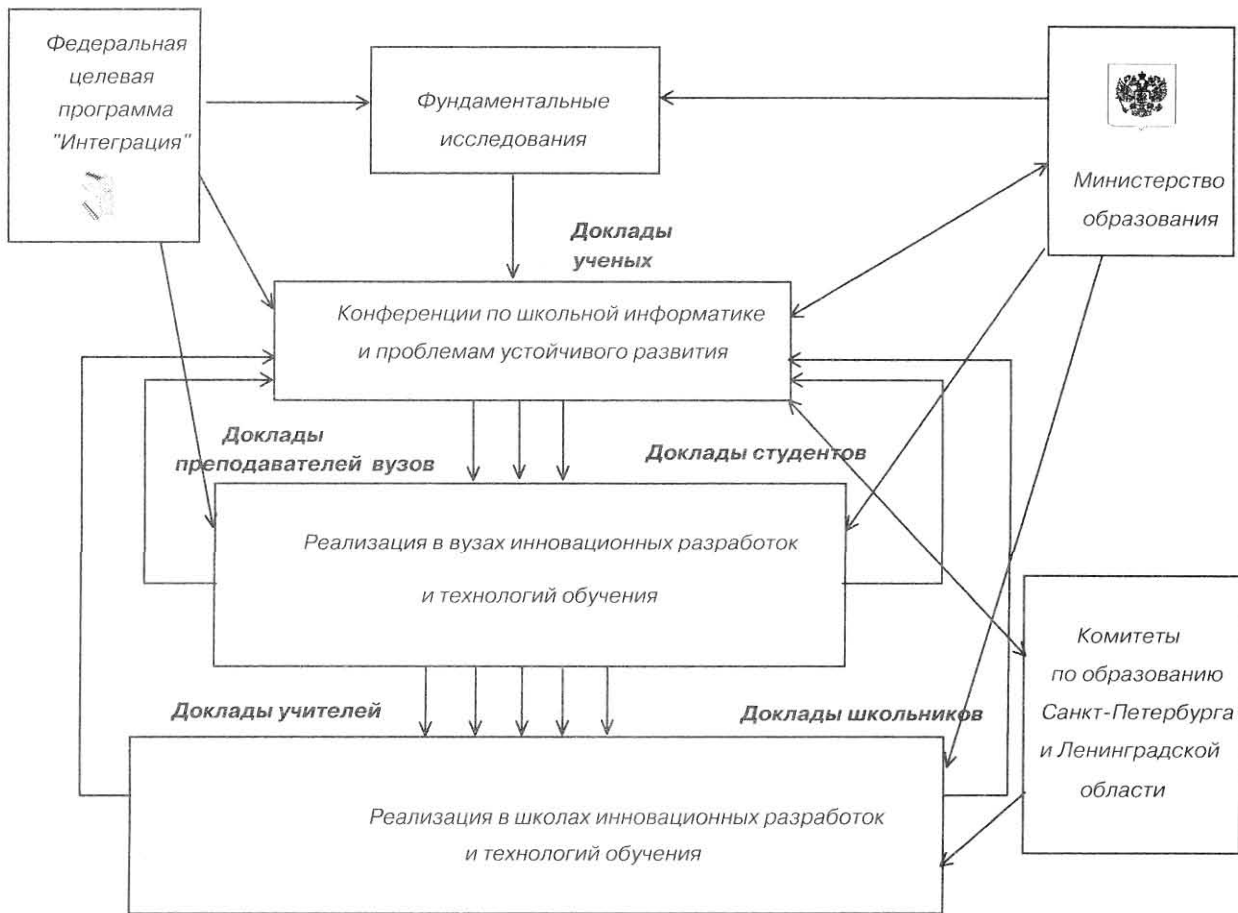 Федеральная
целевая
программа
"Интеграция"
Фундаментальные
исследования
Министерство
образования
Доклады
ученых
Конференции по школьной информатике
и проблемам устойчивого развития
Доклады
преподавателей вузов
Доклады студентов
Реализация в вузах инновационных разработок
и технологий обучения
Комитеты
по образованию
Санкт-Петербурга
и Ленинградской
области
Доклады учителей
Доклады школьников
Реализация в школах инновационных разработок
и технологий обучения